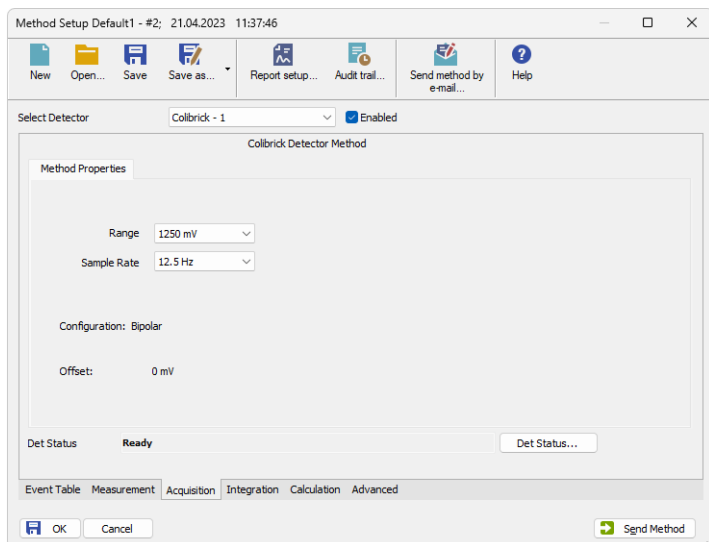 Method Setup Default1 - #2;  21.04.2023  11:37:46
New Open... Save Save as... Report setup... Audit trail... Send method by e-mail... Help
Select Detector Colibrick - 1 Enabled
Colibrick Detector Method
Method Properties
Range 1250 mV
Sample Rate 12.5 Hz
Configuration: Bipolar
Offset: 0 mV
Det Status Ready Det Status...
Event Table Measurement Acquisition Integration Calculation Advanced
OK Cancel Send Method